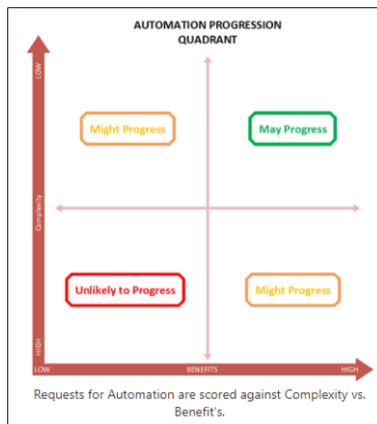 AUTOMATION PROGRESSION
QUADRANT
LOW
Might Progress
May Progress
Complexity
Unlikely to Progress
Might Progress
HIGH
LOW
BENEFITS
HIGH
Requests for Automation are scored against Complexity vs.
Benefit's.